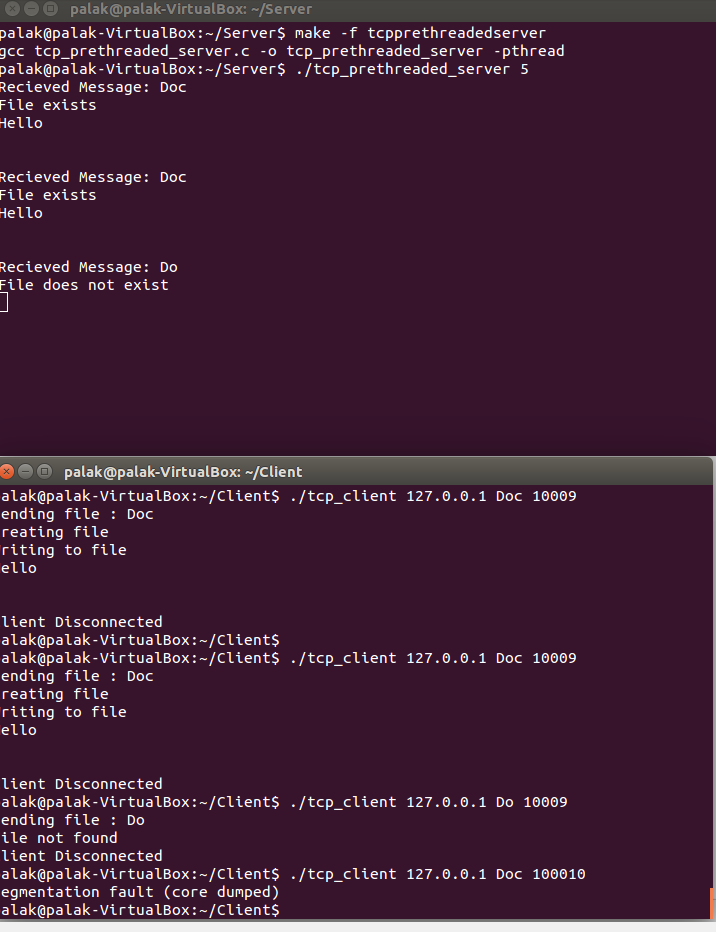 palak@palak-VirtualBox: ~/Server
palak@palak-VirtualBox:~/Server$ make -f tcpprethreadedserver
gcc tcp_prethreaded_server.c -o tcp_prethreaded_server -pthread
palak@palak-VirtualBox:~/Server$ ./tcp_prethreaded_server 5
Recieved Message: Doc
File exists
Hello
Recieved Message: Doc
File exists
Hello
Recieved Message: Do
File does not exist
palak@palak-VirtualBox: ~/Client
alak@palak-VirtualBox:~/Client$ ./tcp_client 127.0.0.1 Doc 10009
ending file : Doc
reating file
riting to file
ello
lient Disconnected
alak@palak-VirtualBox:~/Client$
alak@palak-VirtualBox:~/Client$ ./tcp_client 127.0.0.1 Doc 10009
ending file : Doc
reating file
riting to file
ello
lient Disconnected
alak@palak-VirtualBox:~/Client$ ./tcp_client 127.0.0.1 Do 10009
ending file : Do
ile not found
lient Disconnected
alak@palak-VirtualBox:~/Client$ ./tcp_client 127.0.0.1 Doc 100010
egmentation fault (core dumped)
alak@palak-VirtualBox:~/Client$